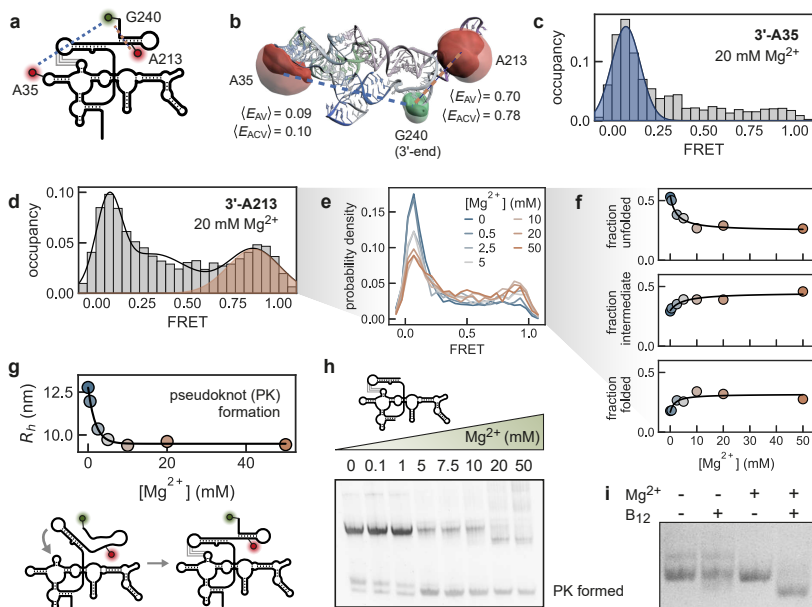 a
G240
A213
A35
b
A35
A213
⟨E_AV⟩ = 0.09
⟨E_ACV⟩ = 0.10
G240
(3'-end)
⟨E_AV⟩ = 0.70
⟨E_ACV⟩ = 0.78
c
3'-A35
20 mM Mg²⁺
occupancy
0.1
0.0
0.00 0.25 0.50 0.75 1.00
FRET
d
3'-A213
20 mM Mg²⁺
occupancy
0.10
0.05
0.00
0.00 0.25 0.50 0.75 1.00
FRET
e
[Mg²⁺] (mM)
0 10
0.5 20
2.5 50
5
probability density
0.15
0.10
0.05
0.00
0.0 0.5 1.0
FRET
f
fraction
unfolded
0.5
0.0
fraction
intermediate
0.5
0.0
fraction
folded
0.5
0.0
0 10 20 30 40 50
[Mg²⁺] (mM)
g
pseudoknot (PK)
formation
R_h (nm)
12.5
10.0
0 20 40
[Mg²⁺] (mM)
h
Mg²⁺ (mM)
0 0.1 1 5 7.5 10 20 50
PK formed
i
Mg²⁺ - - + +
B₁₂ - + - +